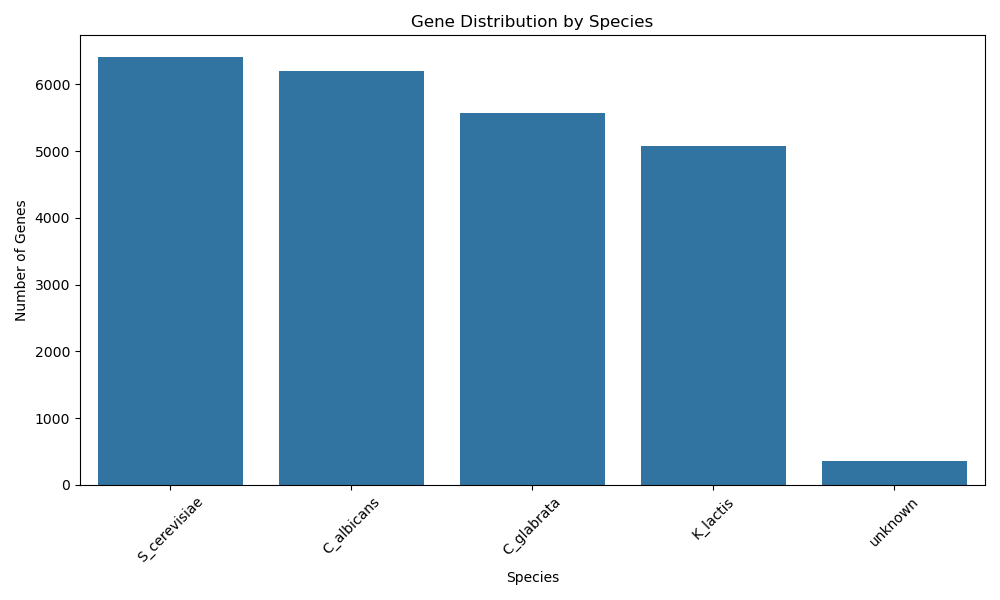 Gene Distribution by Species
Number of Genes
6000
5000
4000
3000
2000
1000
0
S_cerevisiae
C_albicans
C_glabrata
K_lactis
unknown
Species